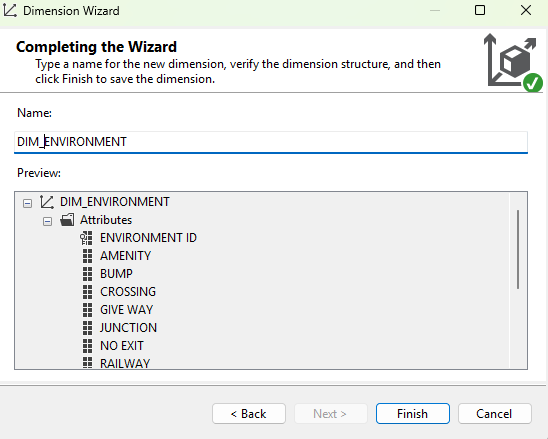 Dimension Wizard
Completing the Wizard
Type a name for the new dimension, verify the dimension structure, and then
click Finish to save the dimension.
Name:
DIM_ENVIRONMENT
Preview:
DIM_ENVIRONMENT
Attributes
ENVIRONMENT ID
AMENITY
BUMP
CROSSING
GIVE WAY
JUNCTION
NO EXIT
RAILWAY
< Back
Next >
Finish
Cancel